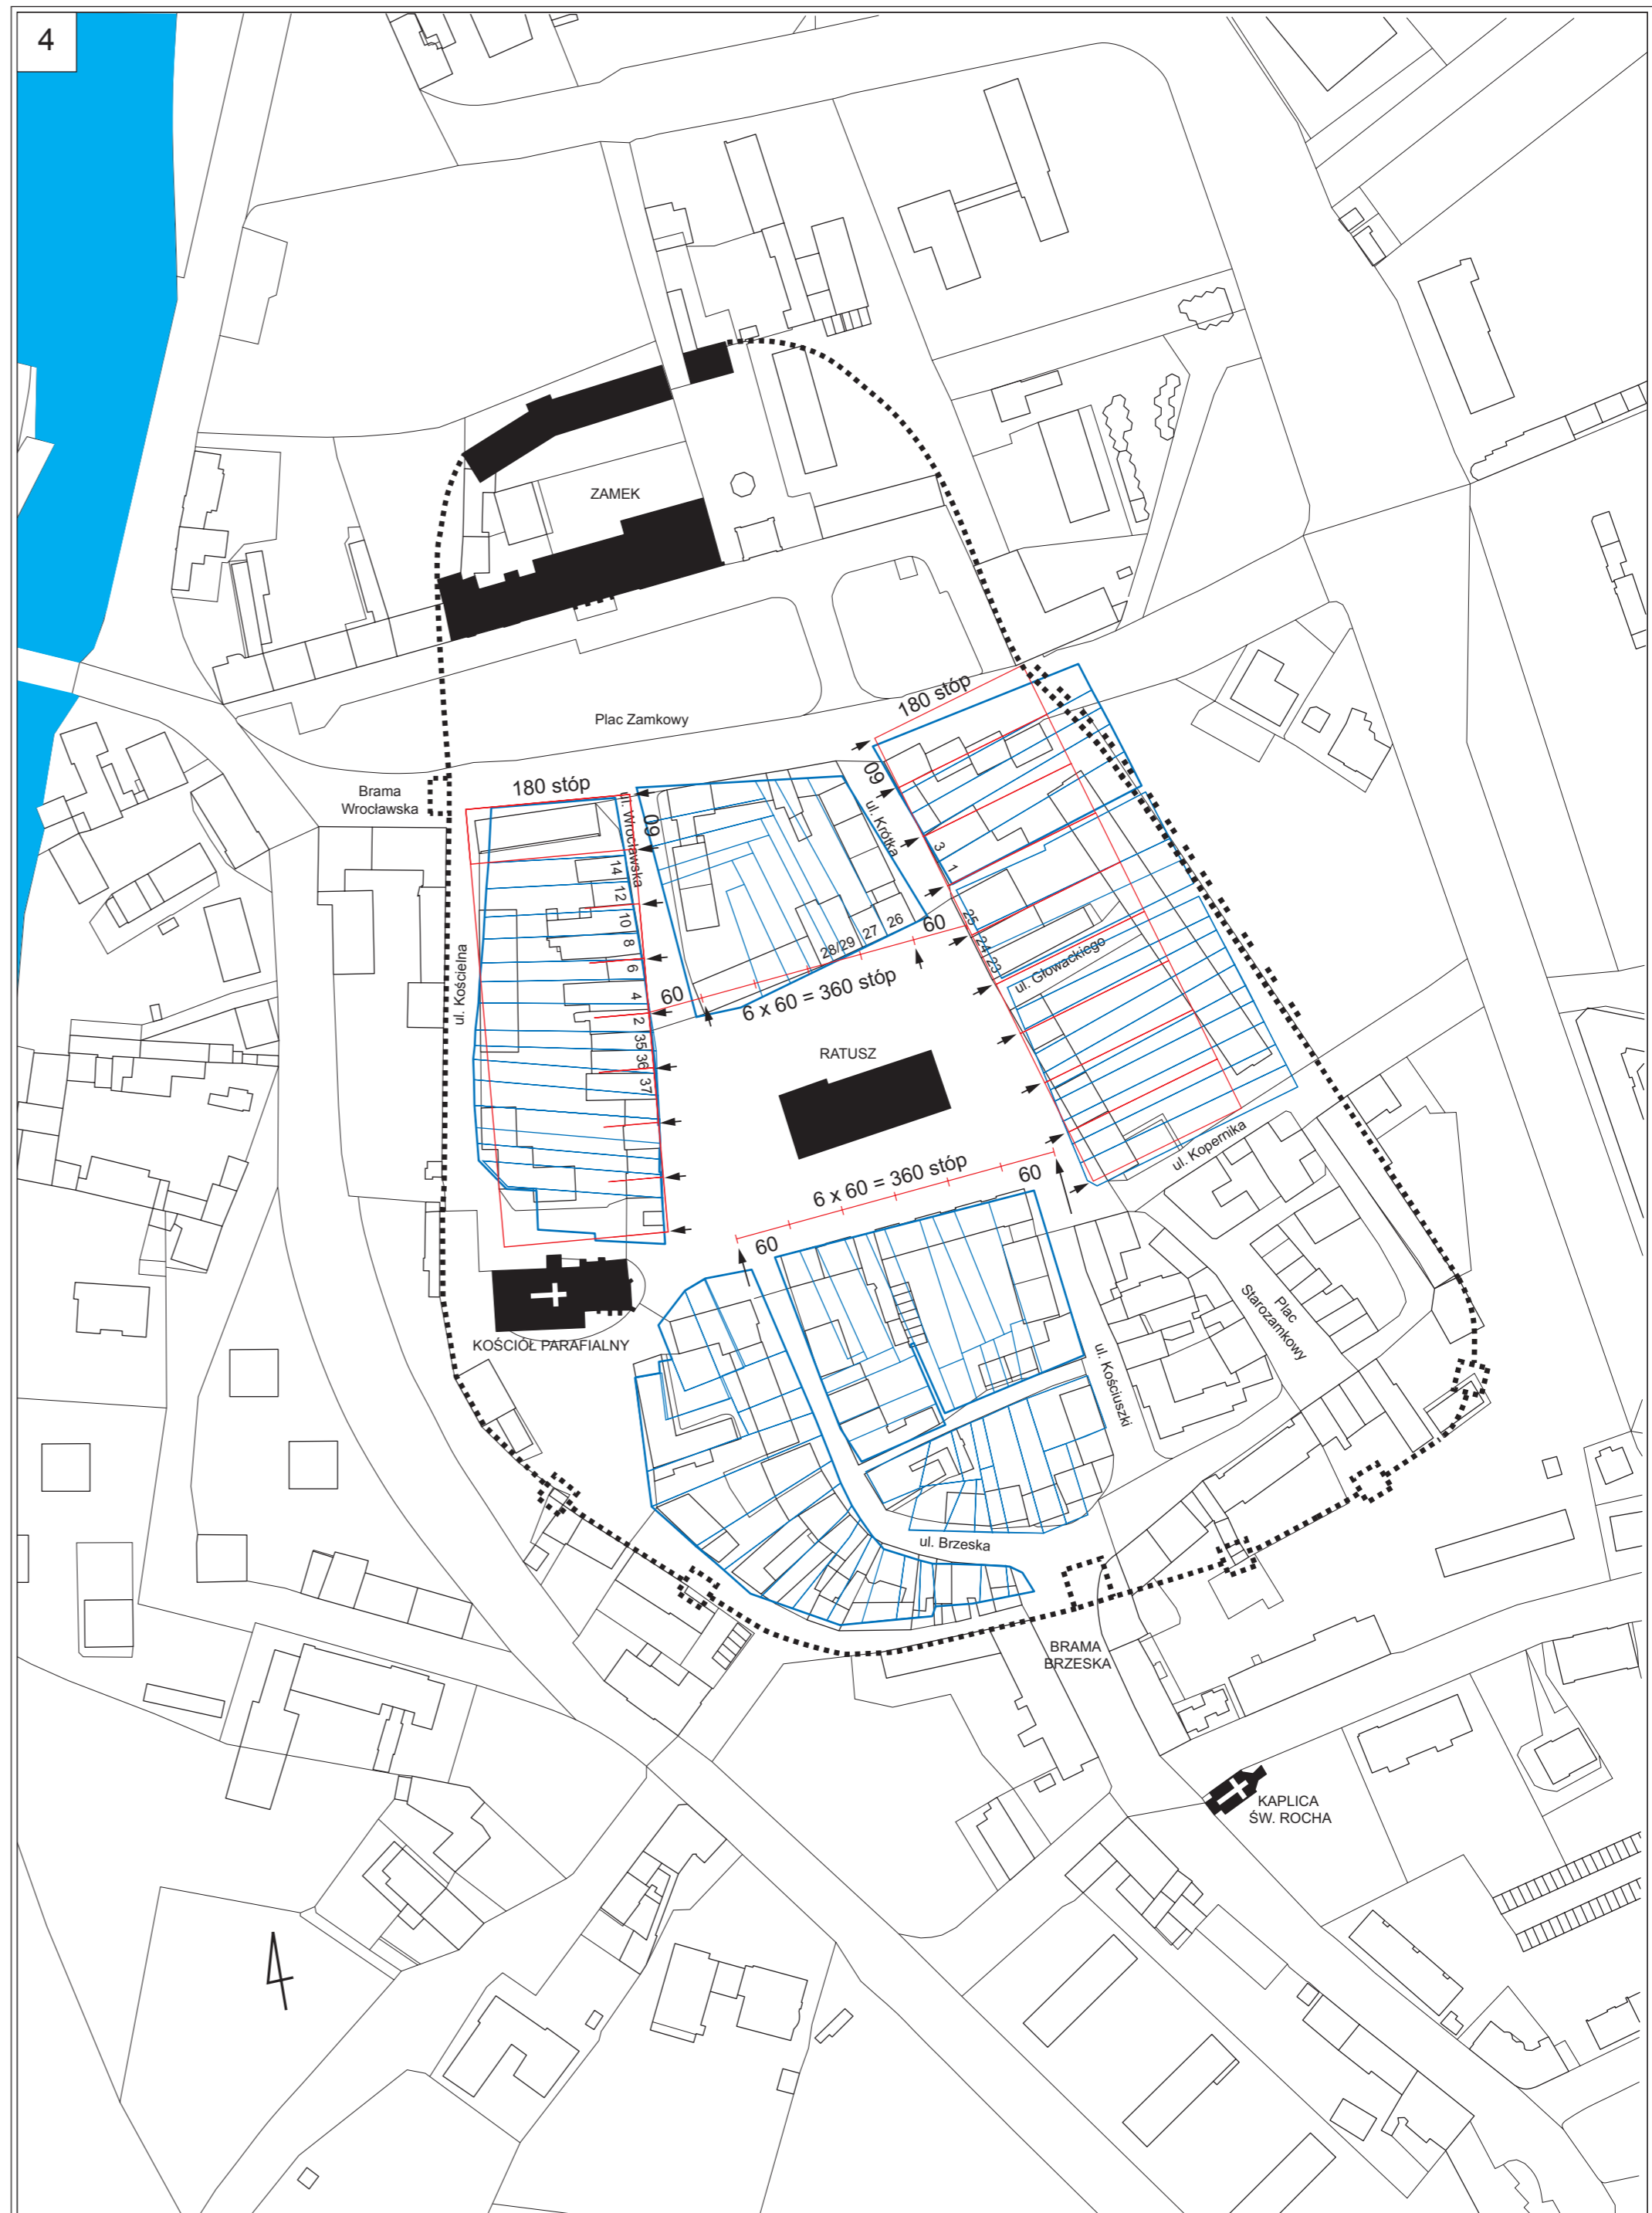 4
ZAMEK
Plac Zamkowy
180 stóp
60
Brama
Wrocławska
180 stóp
ul. Wrocławska
60
ul. Krótka
3
1
14
12
10
8
6
4
2
35
36
37
ul. Kościelna
28/29
27
26
60
25
24
23
ul. Głowackiego
60
6 x 60 = 360 stóp
RATUSZ
6 x 60 = 360 stóp
60
60
ul. Kopernika
KOŚCIÓŁ PARAFIALNY
Plac
Starozamkowy
ul. Kościuszki
ul. Brzeska
BRAMA
BRZESKA
KAPLICA
ŚW. ROCHA